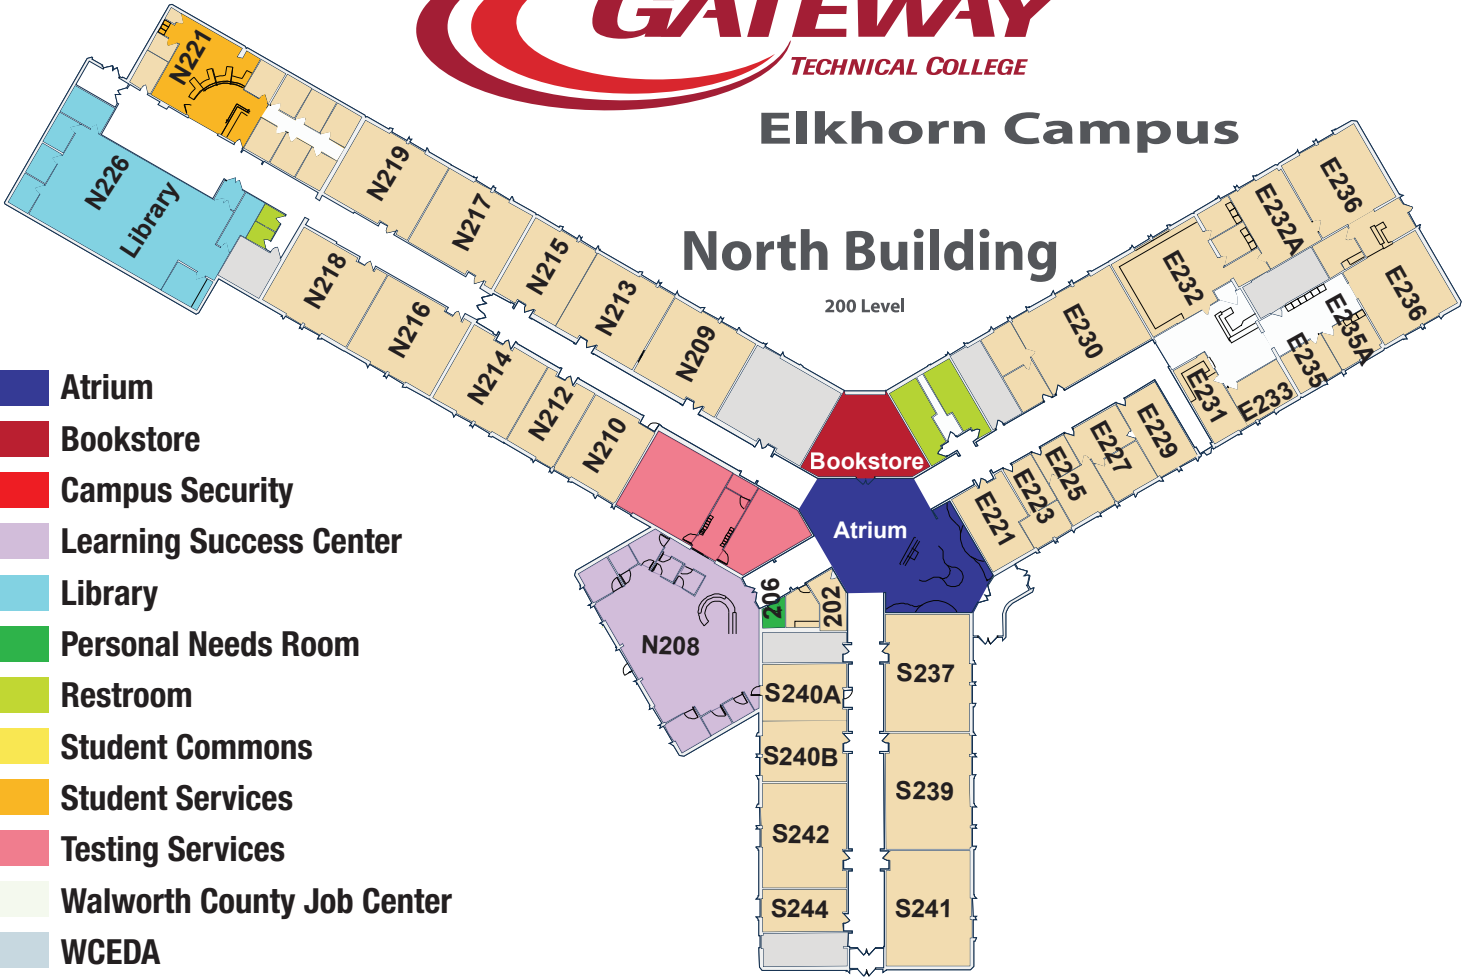 GATEWAY
TECHNICAL COLLEGE
Elkhorn Campus
North Building
200 Level
N221
N226
Library
N219
N217
N215
N213
N209
N218
N216
N214
N212
N210
E236
E232A
E232
E230
E236
E235A
E235
E233
E231
E229
E227
E225
E223
E221
Bookstore
Atrium
206
202
N208
S237
S240A
S240B
S239
S242
S244
S241
Atrium
Bookstore
Campus Security
Learning Success Center
Library
Personal Needs Room
Restroom
Student Commons
Student Services
Testing Services
Walworth County Job Center
WCEDA